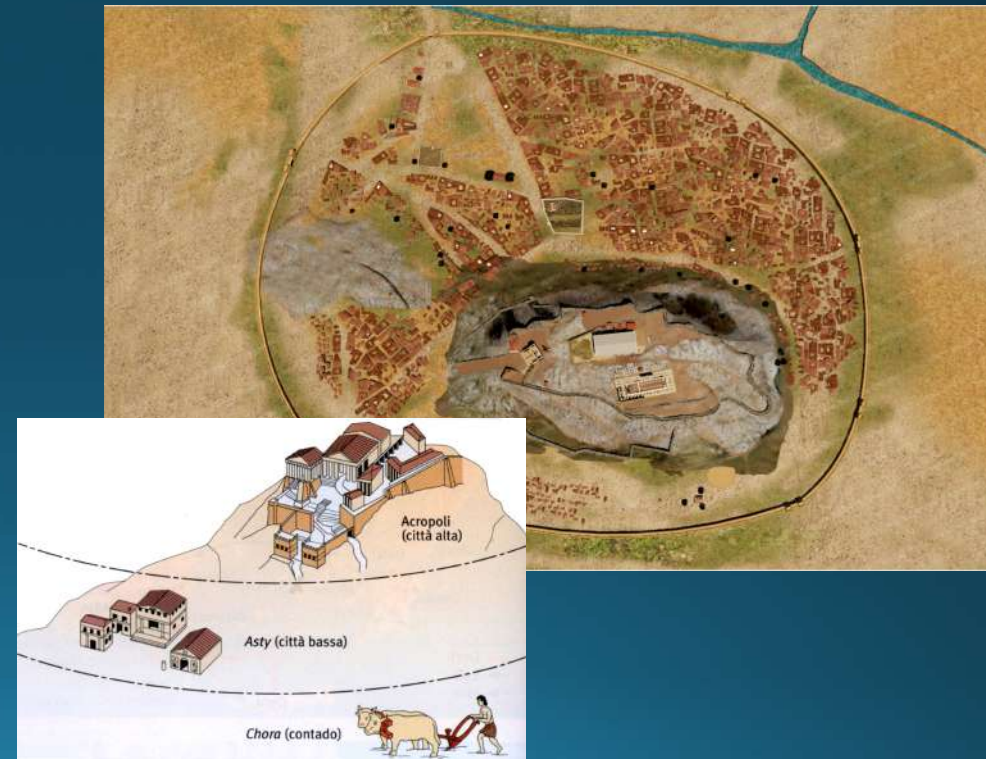 Acropoli
(città alta)
Asty (città bassa)
Chora (contado)